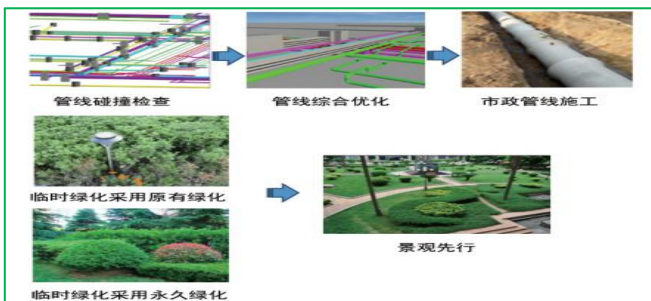 管线碰撞检查
管线综合优化
市政管线施工
临时绿化采用原有绿化
景观先行
临时绿化采用永久绿化